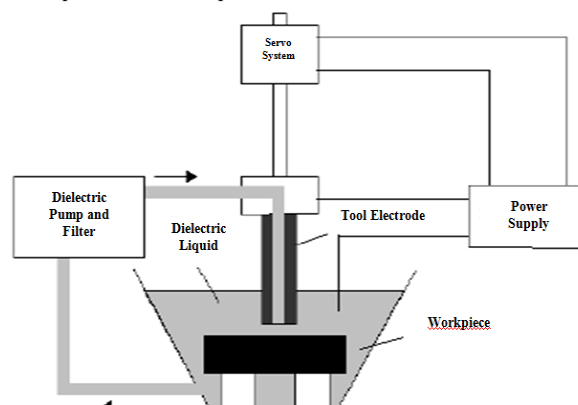 Servo
System
Dielectric
Pump and
Filter
Dielectric
Liquid
Tool Electrode
Power
Supply
Workpiece